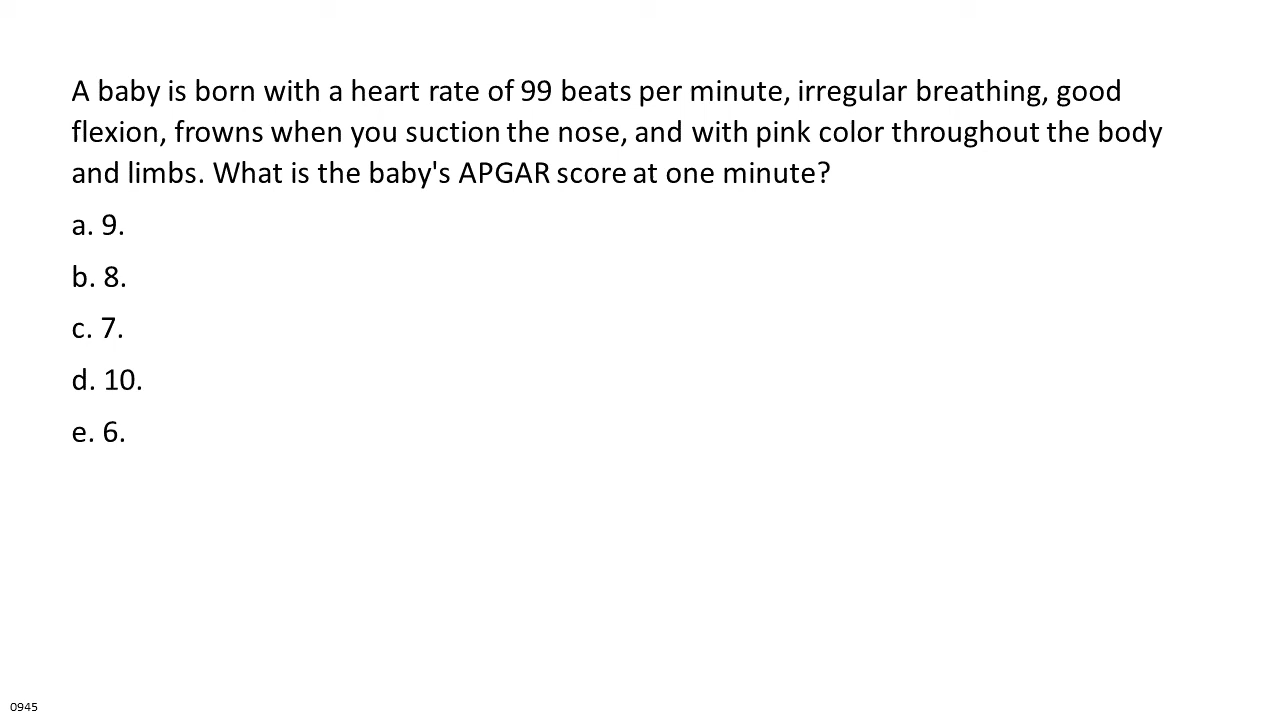 A baby is born with a heart rate of 99 beats per minute, irregular breathing, good
flexion, frowns when you suction the nose, and with pink color throughout the body
and limbs. What is the baby's APGAR score at one minute?
a. 9.
b. 8.
c. 7.
d. 10.
e. 6.
0945